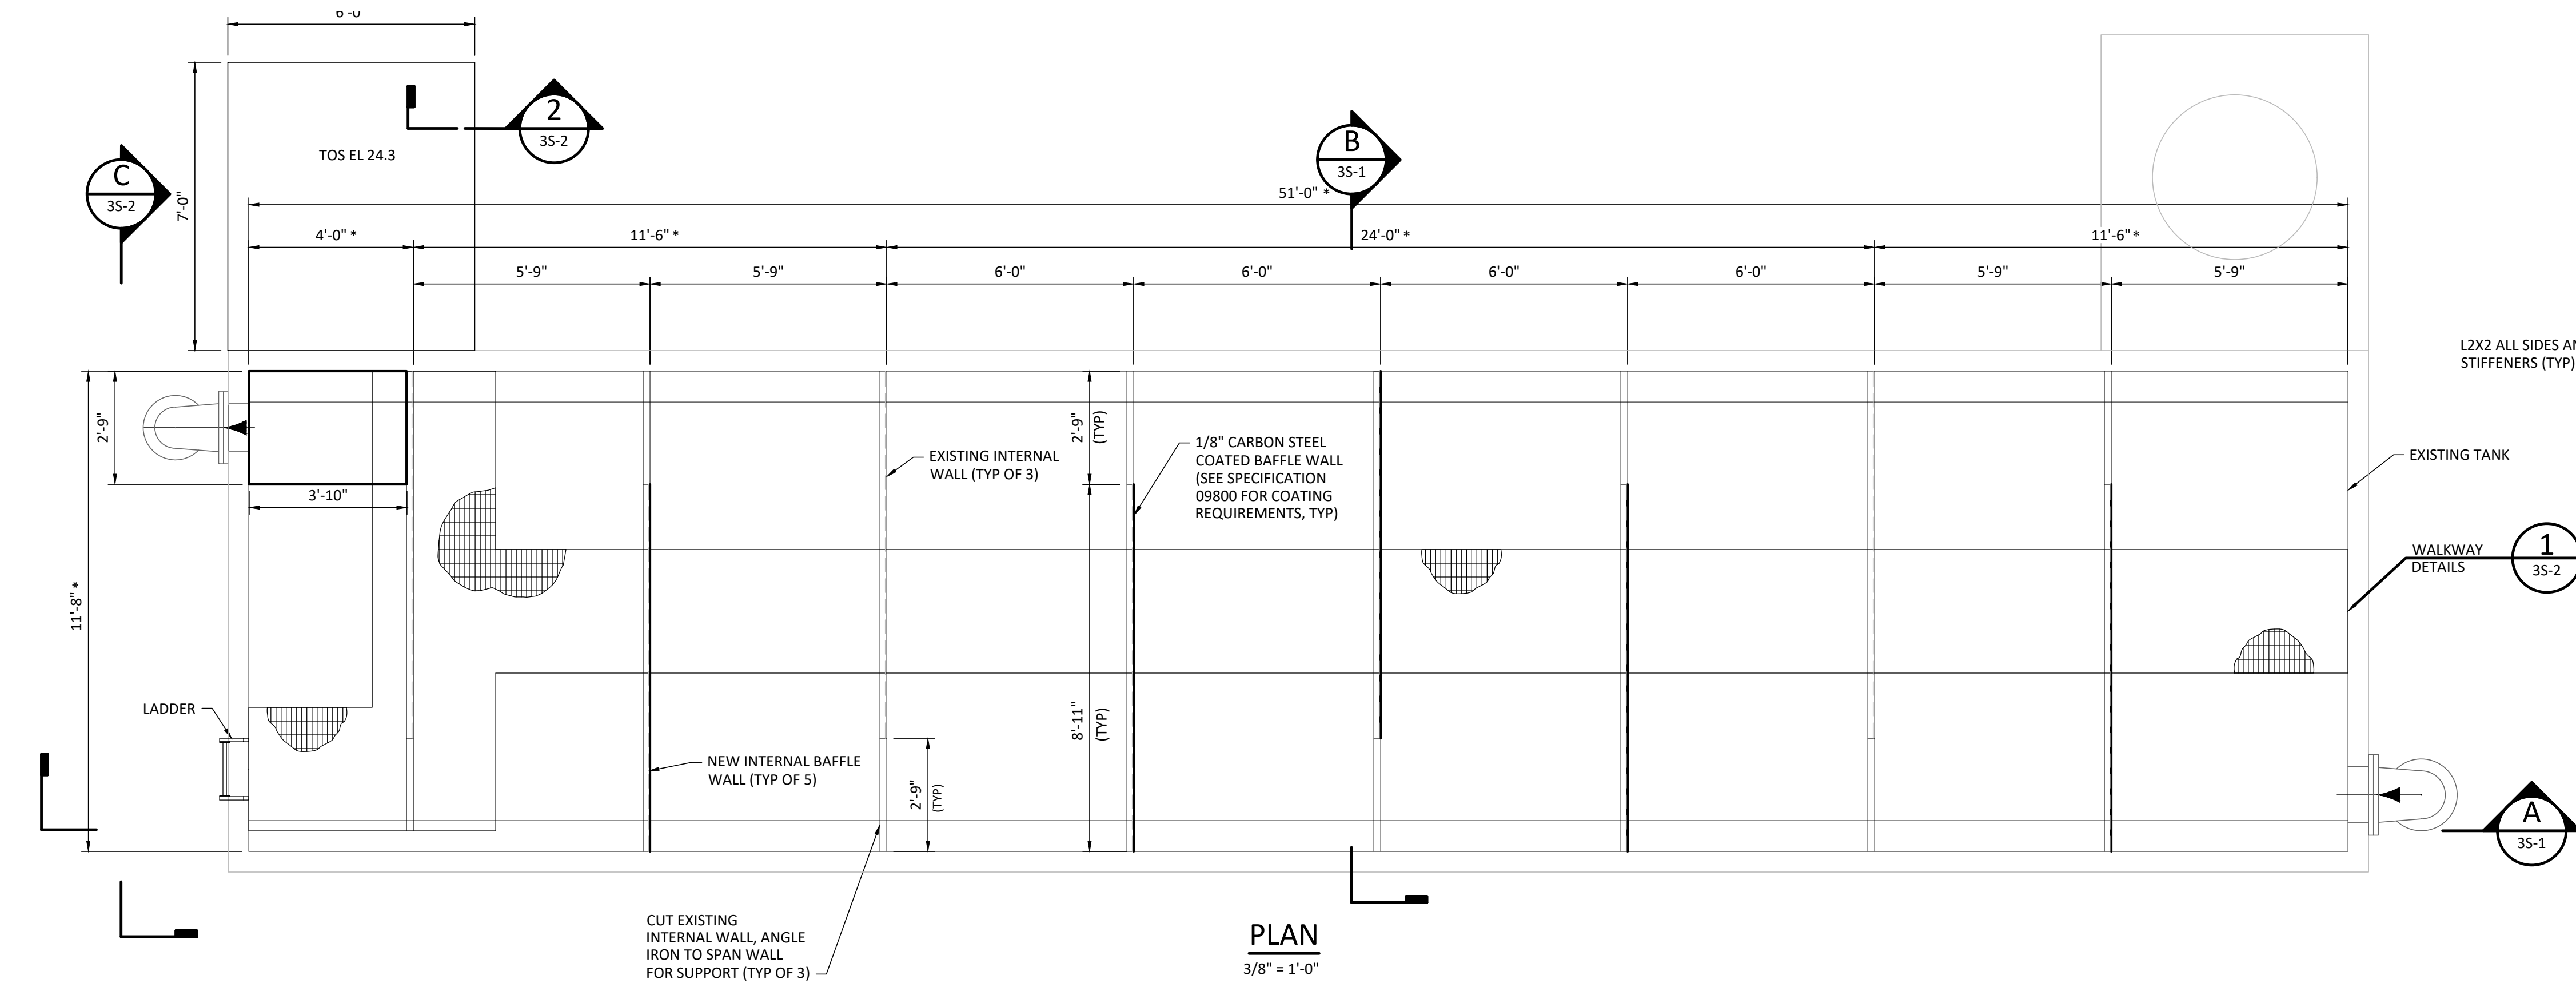 6'-0
2
3S-2
TOS EL 24.3
C
3S-2
7'-0"
B
3S-1
51'-0" *
4'-0" *
11'-6" *
24'-0" *
11'-6" *
5'-9"
5'-9"
6'-0"
6'-0"
6'-0"
6'-0"
5'-9"
5'-9"
L2X2 ALL SIDES
STIFFENERS (TYP)
2'-9"
3'-10"
11'-8" *
EXISTING INTERNAL
WALL (TYP OF 3)
2'-9"
(TYP)
1/8" CARBON STEEL
COATED BAFFLE WALL
(SEE SPECIFICATION
09800 FOR COATING
REQUIREMENTS, TYP)
EXISTING TANK
WALKWAY
DETAILS
1
3S-2
LADDER
8'-11"
(TYP)
NEW INTERNAL BAFFLE
WALL (TYP OF 5)
2'-9"
(TYP)
A
3S-1
CUT EXISTING
INTERNAL WALL, ANGLE
IRON TO SPAN WALL
FOR SUPPORT (TYP OF 3)
PLAN
3/8" = 1'-0"